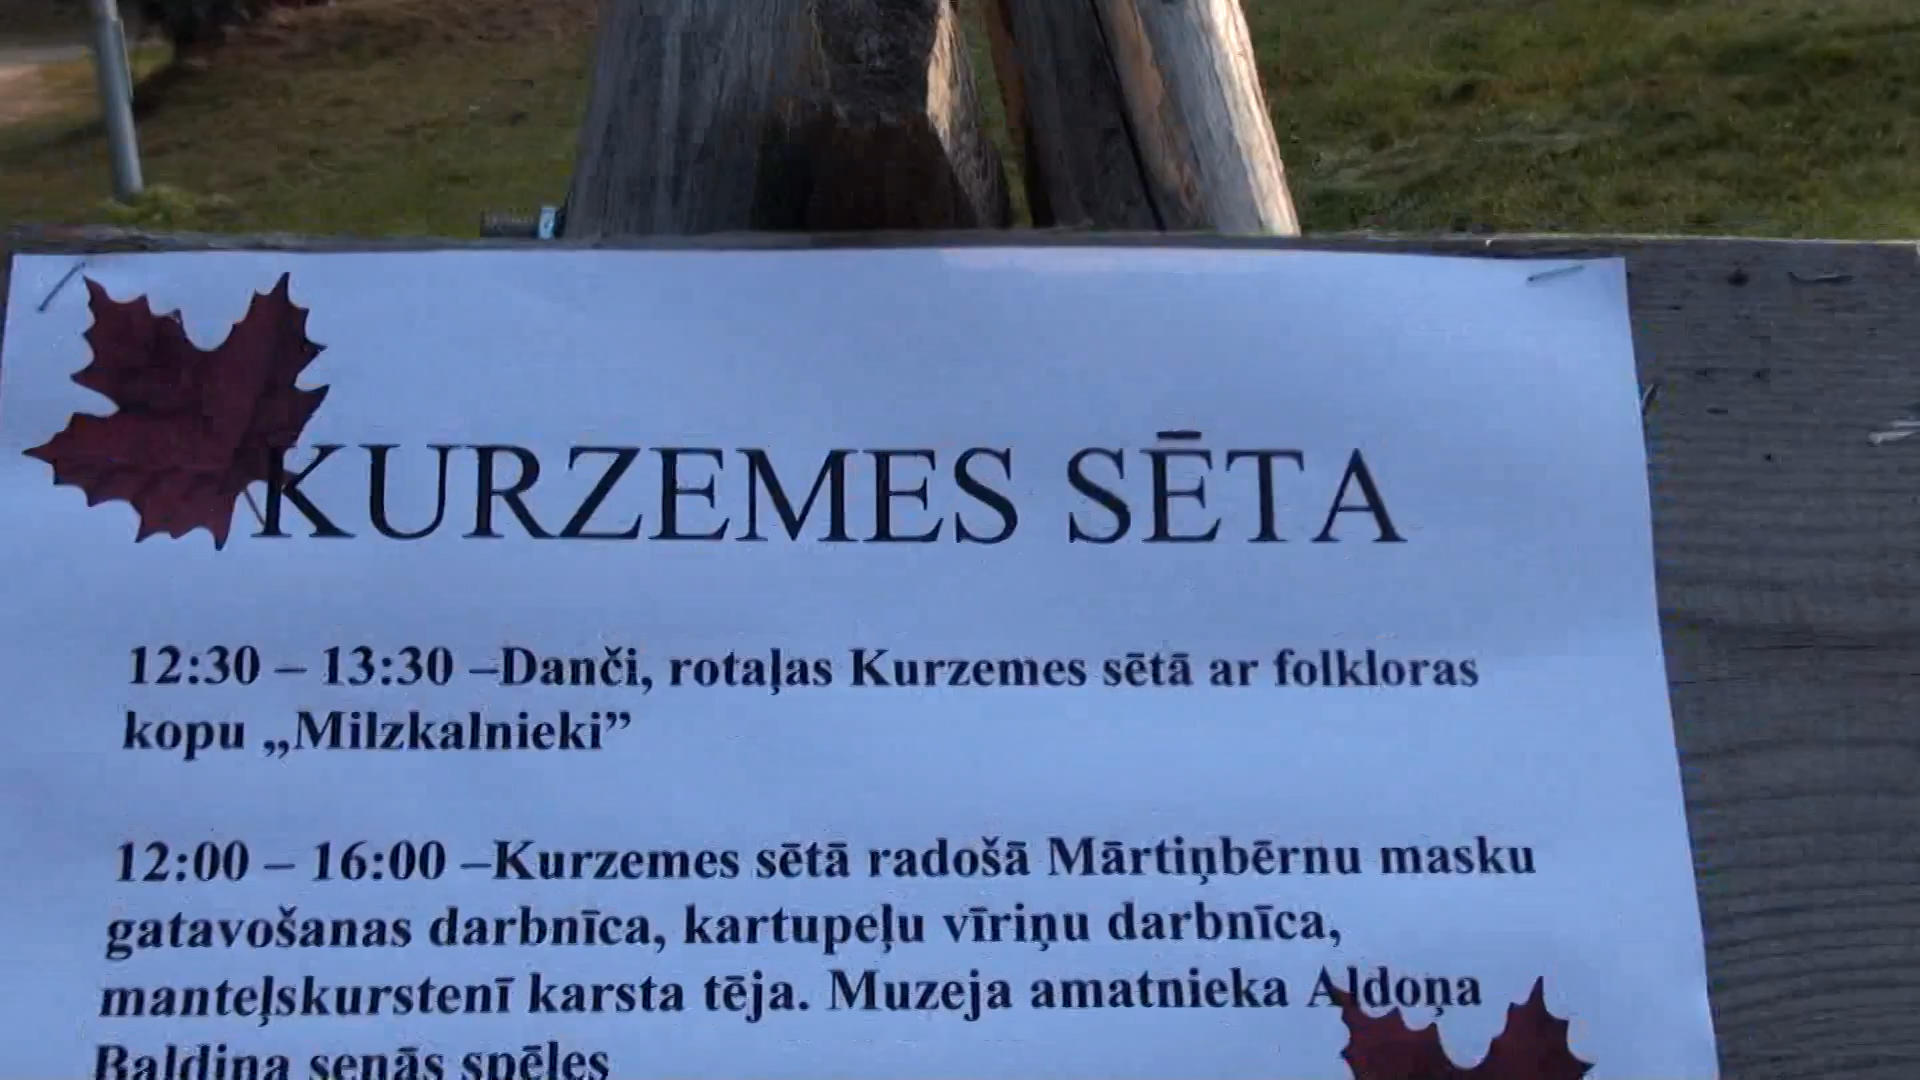 KURZEMES SĒTA
12:30 – 13:30 –Danči, rotaļas Kurzemes sētā ar folkloras
kopu „Milzkalnieki”
12:00 – 16:00 –Kurzemes sētā radošā Mārtiņbērnu masku
gatavošanas darbnīca, kartupeļu vīriņu darbnīca,
manteļskurstenī karsta tēja. Muzeja amatnieka Aldoņa
Baldiņa senās spēles